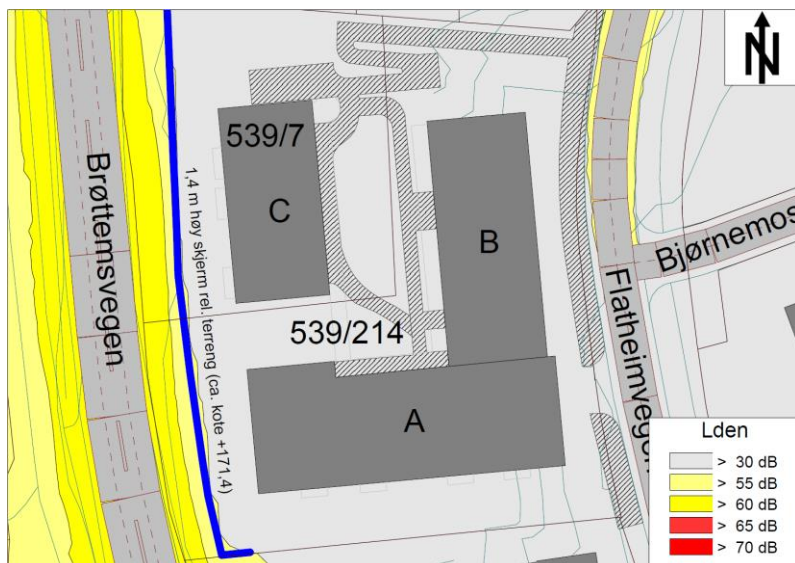 N
539/7
C
B
Brøttemsvegen
1,4 m høy skjerm rel. terreng (ca. kote +171,4)
Bjørnemos
539/214
Flatheimvegen
A
Lden
> 30 dB
> 55 dB
> 60 dB
> 65 dB
> 70 dB